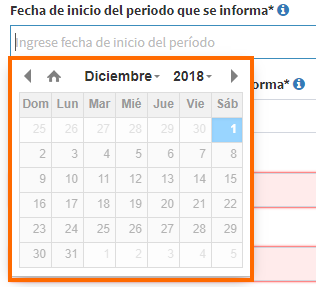 Fecha de inicio del periodo que se informa*
Ingrese fecha de inicio del período
forma*
Diciembre 2018
Dom Lun Mar Mié Jue Vie Sáb
25 26 27 28 29 30 1
2 3 4 5 6 7 8
9 10 11 12 13 14 15
16 17 18 19 20 21 22
23 24 25 26 27 28 29
30 31 1 2 3 4 5